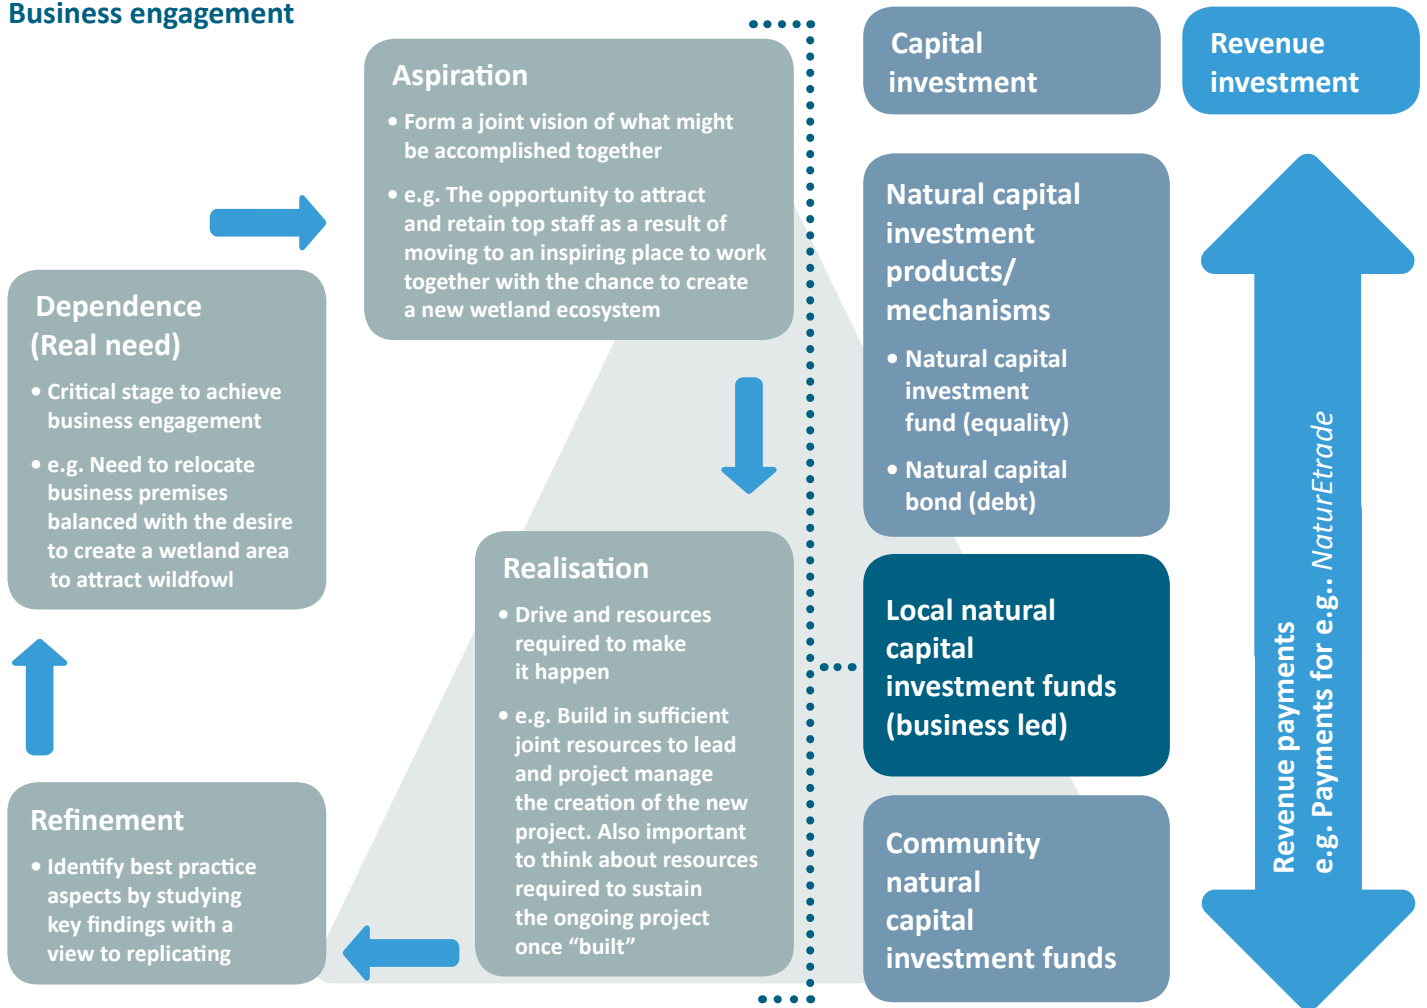 Business engagement
Aspiration
• Form a joint vision of what might
be accomplished together
• e.g. The opportunity to attract
and retain top staff as a result of
moving to an inspiring place to work
together with the chance to create
a new wetland ecosystem
Dependence
(Real need)
• Critical stage to achieve
business engagement
• e.g. Need to relocate
business premises
balanced with the desire
to create a wetland area
to attract wildfowl
Realisation
• Drive and resources
required to make
it happen
• e.g. Build in sufficient
joint resources to lead
and project manage
the creation of the new
project. Also important
to think about resources
required to sustain
the ongoing project
once “built”
Refinement
• Identify best practice
aspects by studying
key findings with a
view to replicating
Capital
investment
Natural capital
investment
products/
mechanisms
• Natural capital
investment
fund (equality)
• Natural capital
bond (debt)
Local natural
capital
investment funds
(business led)
Community
natural
capital
investment funds
Revenue
investment
Revenue payments
e.g. Payments for e.g.. NaturEtrade